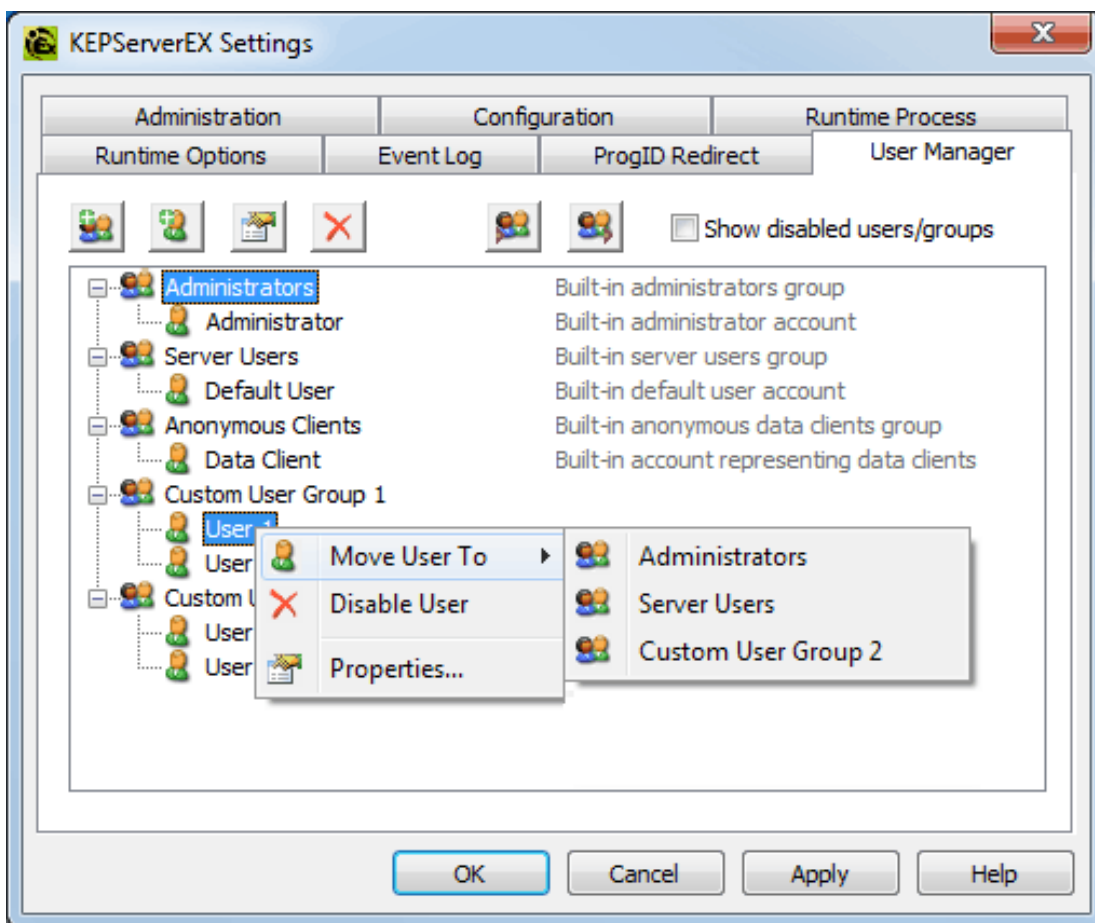 KEPServerEX Settings
Administration Configuration Runtime Process
Runtime Options Event Log ProgID Redirect User Manager
Show disabled users/groups
Administrators Built-in administrators group
Administrator Built-in administrator account
Server Users Built-in server users group
Default User Built-in default user account
Anonymous Clients Built-in anonymous data clients group
Data Client Built-in account representing data clients
Custom User Group 1
User 1
Move User To Administrators
User
Disable User Server Users
Custom
User
Custom User Group 2
User Properties...
OK Cancel Apply Help